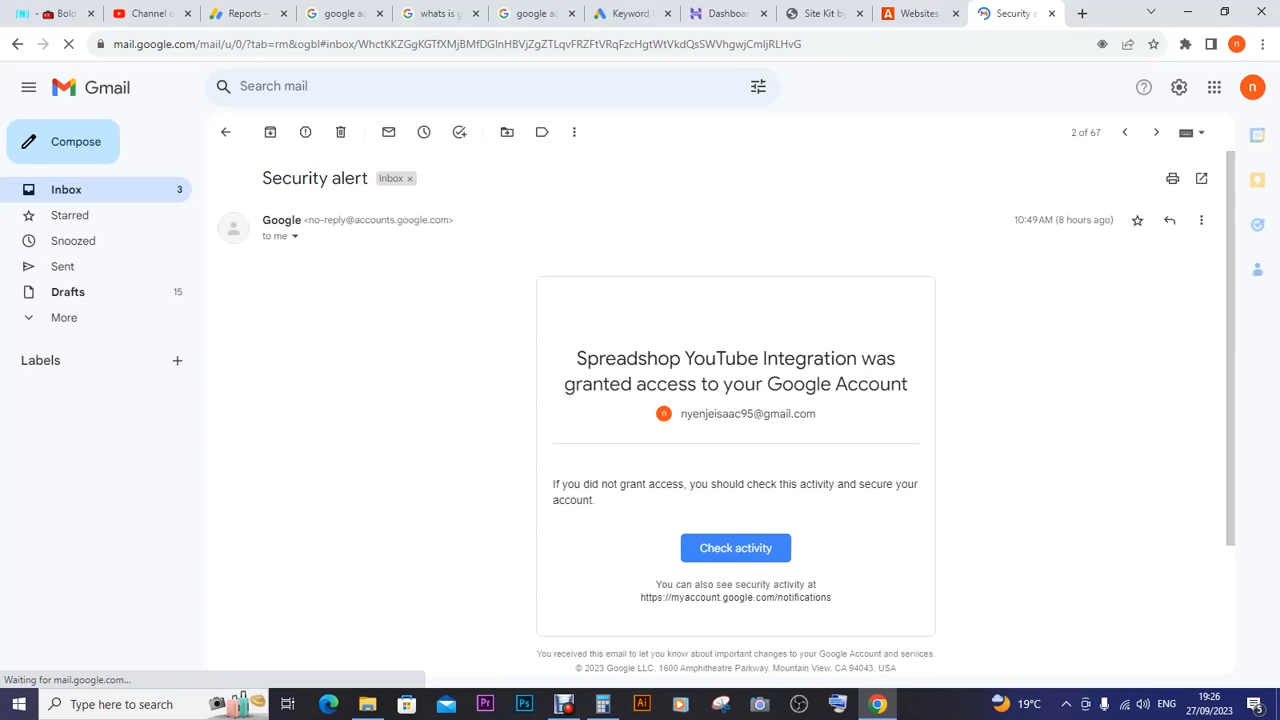 Bold
Channel c
Reports —
google ac
whats is g
google ac
Keyword
Dashboar
Site Kit by
Websites
Security a
mail.google.com/mail/u/0/?tab=rm&ogbl#inbox/WhctKKZGgKGTfXMjBMfDGlnHBVjZgZTLqvFRZFtVRqFzcHgtWtVkdQsSWVhgwjCmljRLHvG
Gmail
Search mail
n
Compose
2 of 67
Inbox 3
Starred
Snoozed
Sent
Drafts 15
More
Labels
Security alert
Inbox ×
Google <no-reply@accounts.google.com>
10:49 AM (8 hours ago)
to me
Spreadshop YouTube Integration was
granted access to your Google Account
n nyenjeisaac95@gmail.com
If you did not grant access, you should check this activity and secure your
account.
Check activity
You can also see security activity at
https://myaccount.google.com/notifications
You received this email to let you know about important changes to your Google Account and services.
© 2023 Google LLC, 1600 Amphitheatre Parkway, Mountain View, CA 94043, USA
Waiting for mail.google.com...
Type here to search
19°C
ENG
19:26
27/09/2023
5